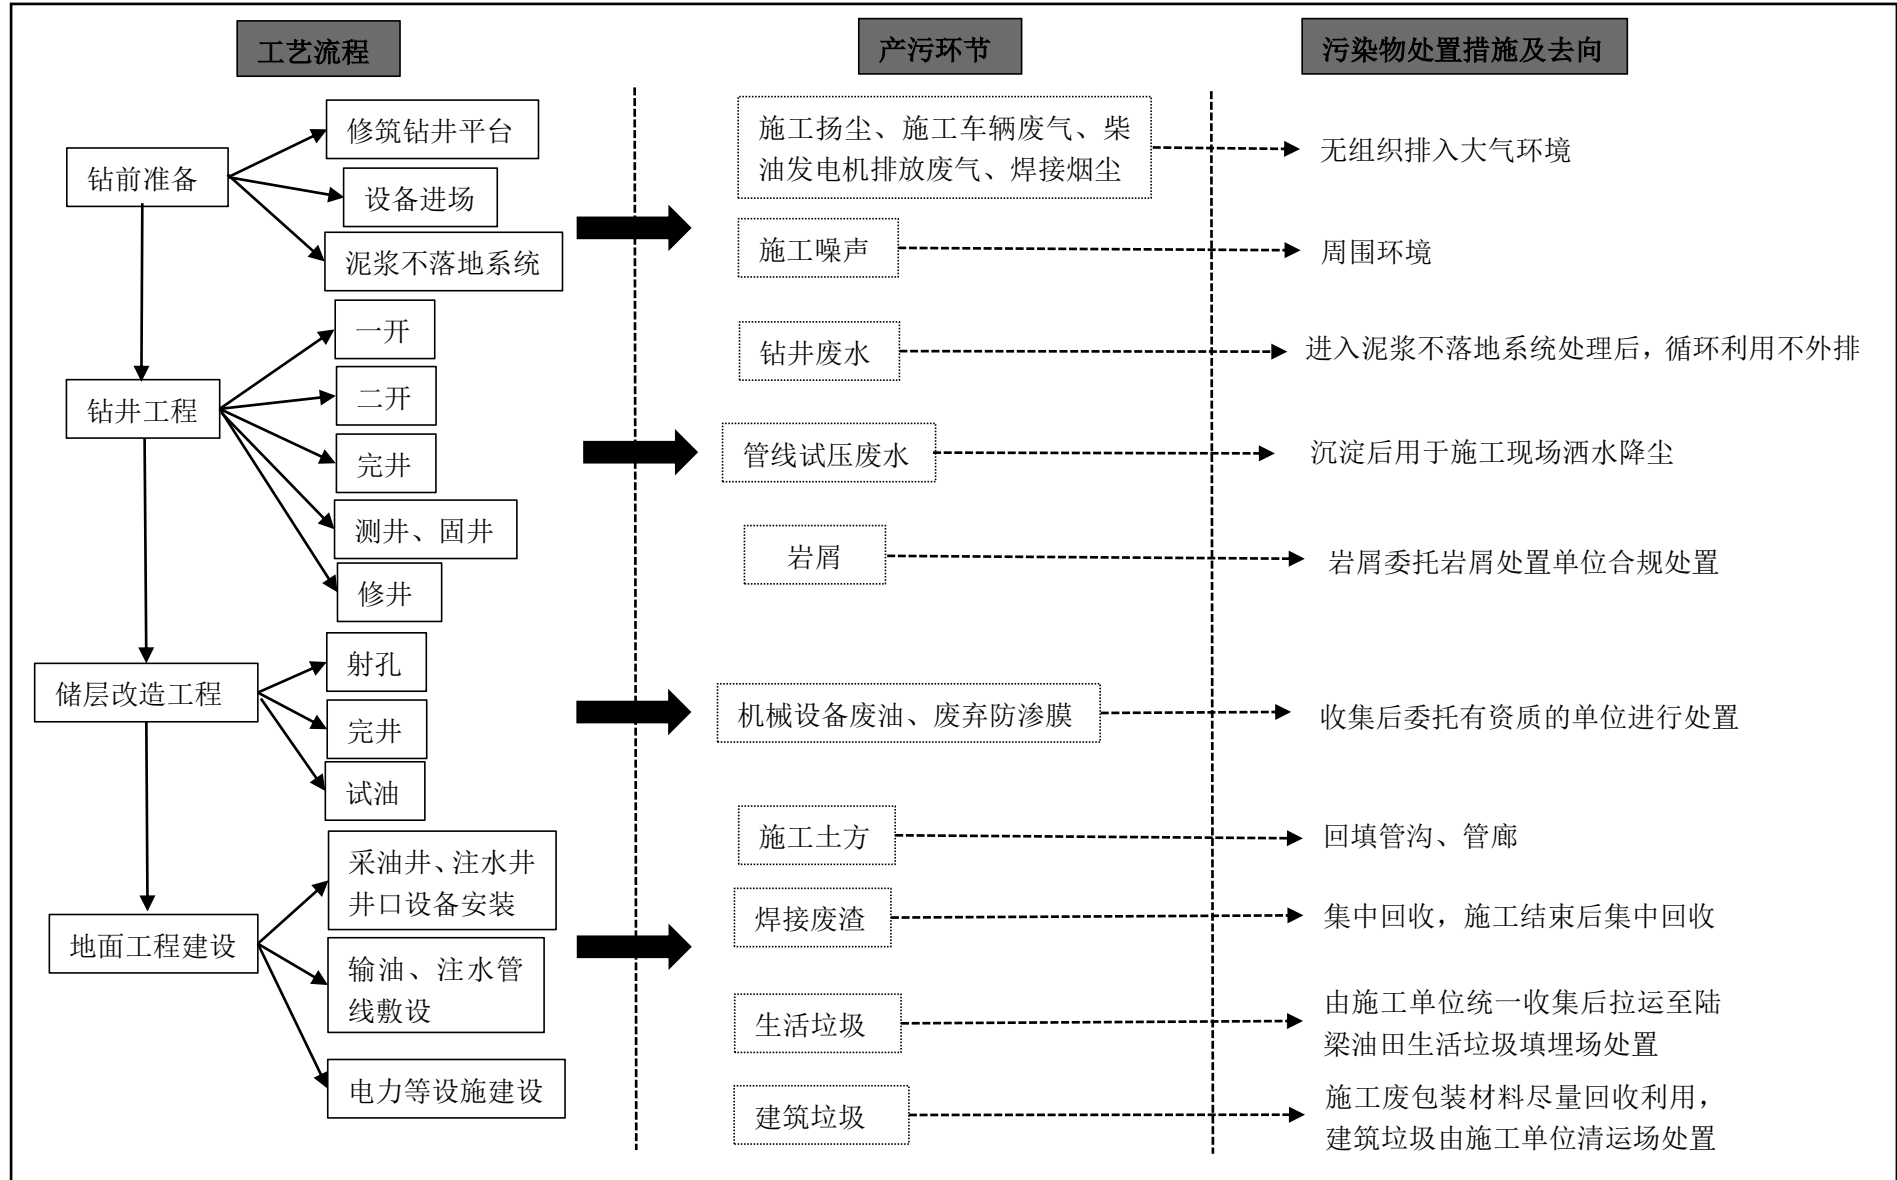 工艺流程
产污环节
污染物处置措施及去向
钻前准备
修筑钻井平台
设备进场
泥浆不落地系统
钻井工程
一开
二开
完井
测井、固井
修井
储层改造工程
射孔
完井
试油
地面工程建设
采油井、注水井
井口设备安装
输油、注水管
线敷设
电力等设施建设
施工扬尘、施工车辆废气、柴
油发电机排放废气、焊接烟尘
无组织排入大气环境
施工噪声
周围环境
钻井废水
进入泥浆不落地系统处理后，循环利用不外排
管线试压废水
沉淀后用于施工现场洒水降尘
岩屑
岩屑委托岩屑处置单位合规处置
机械设备废油、废弃防渗膜
收集后委托有资质的单位进行处置
施工土方
回填管沟、管廊
焊接废渣
集中回收，施工结束后集中回收
生活垃圾
由施工单位统一收集后拉运至陆
梁油田生活垃圾填埋场处置
建筑垃圾
施工废包装材料尽量回收利用，
建筑垃圾由施工单位清运场处置